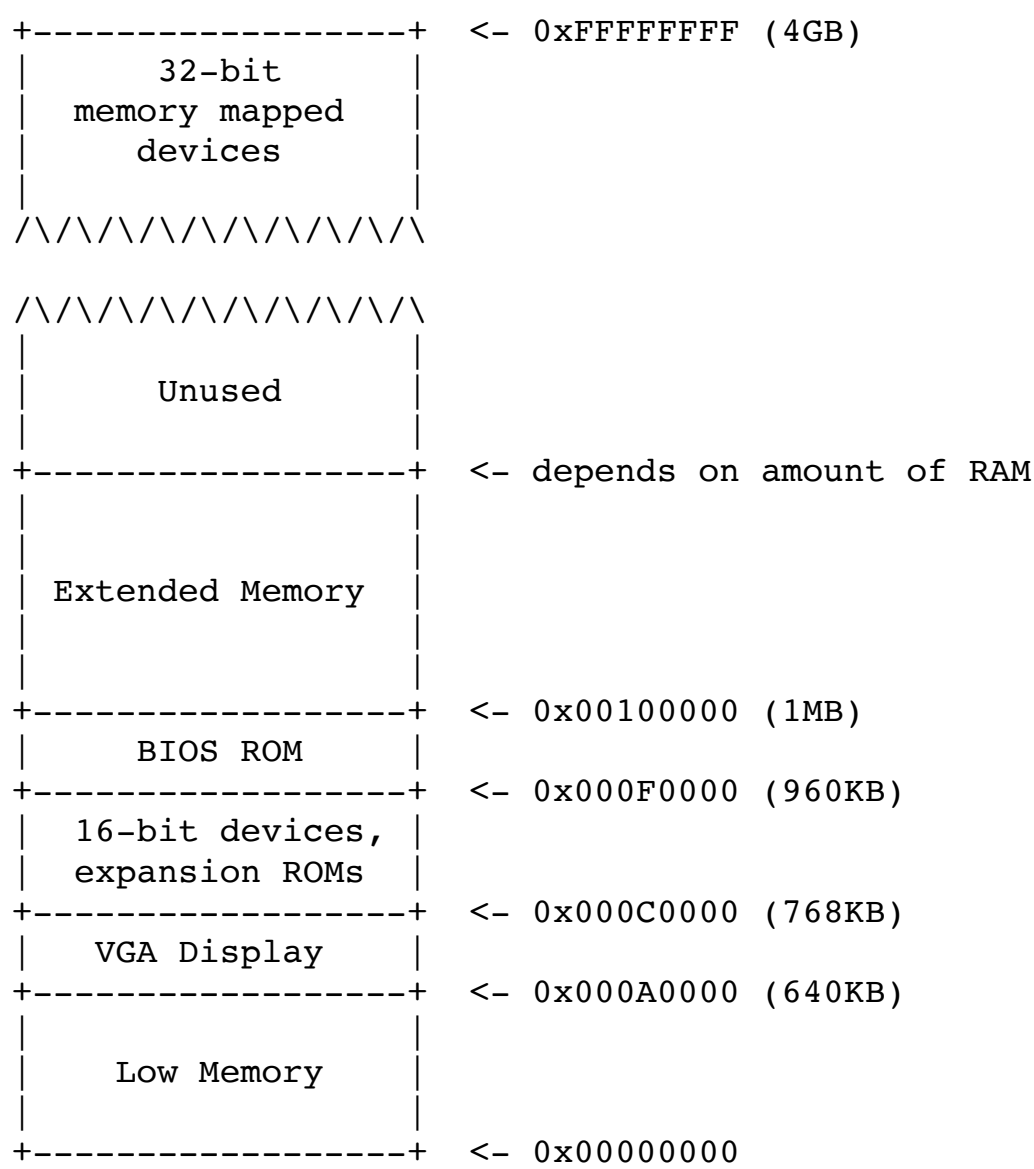 +------------------+  <- 0xFFFFFFFF (4GB)
|      32-bit      |
|  memory mapped   |
|     devices      |
|                  |
/\/\/\/\/\/\/\/\/\/\

/\/\/\/\/\/\/\/\/\/\
|                  |
|      Unused      |
|                  |
+------------------+  <- depends on amount of RAM
|                  |
|                  |
| Extended Memory  |
|                  |
|                  |
+------------------+  <- 0x00100000 (1MB)
|     BIOS ROM     |
+------------------+  <- 0x000F0000 (960KB)
|  16-bit devices, |
|  expansion ROMs  |
+------------------+  <- 0x000C0000 (768KB)
|   VGA Display    |
+------------------+  <- 0x000A0000 (640KB)
|                  |
|    Low Memory    |
|                  |
+------------------+  <- 0x00000000